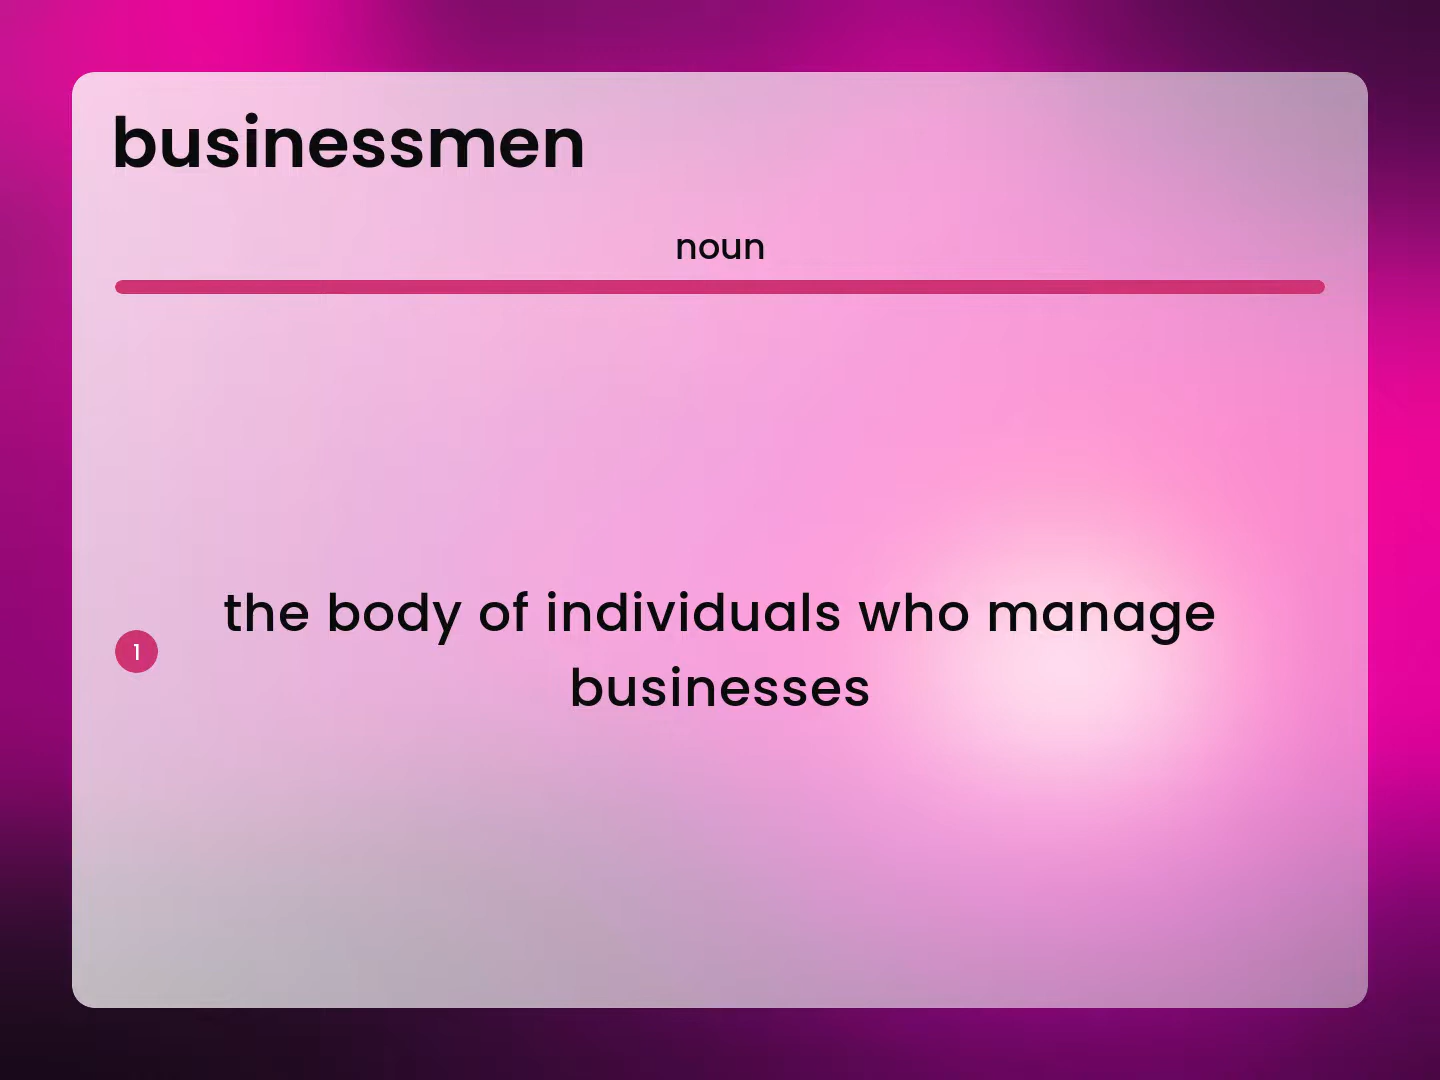 businessmen
noun
1
the body of individuals who manage
businesses